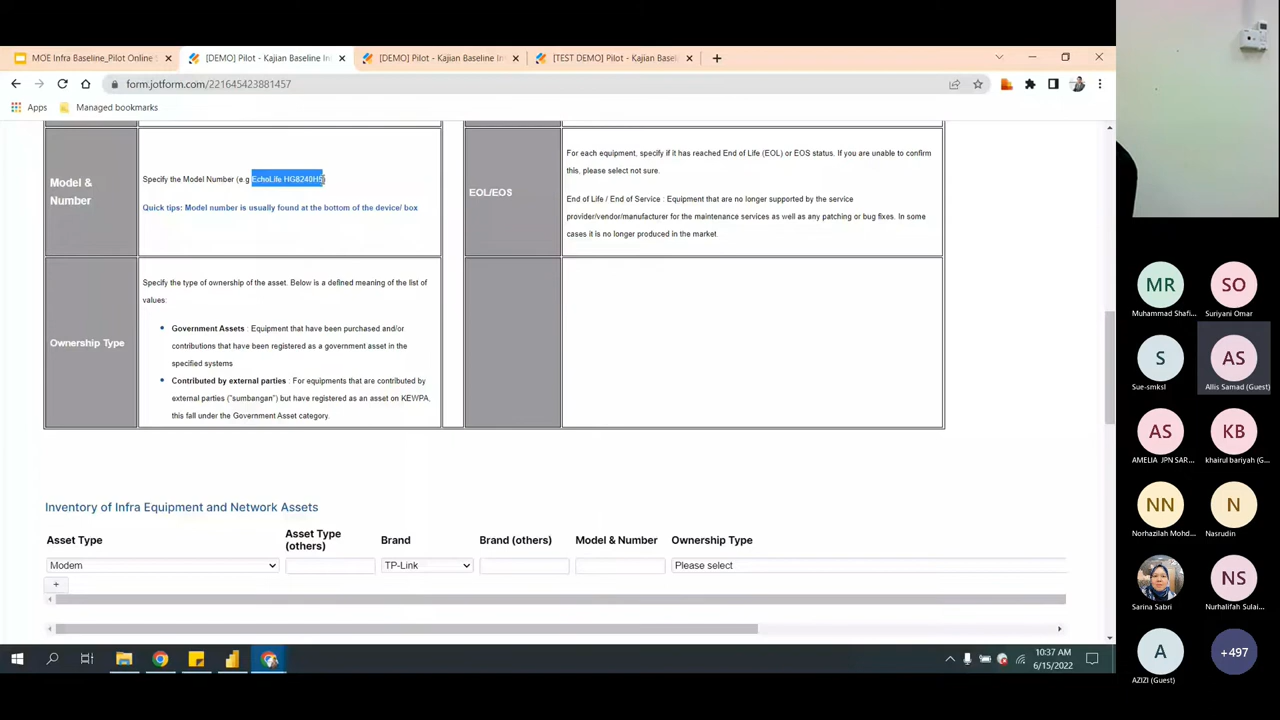 MOE Infra Baseline_Pilot Online
[DEMO] Pilot - Kajian Baseline In
[DEMO] Pilot - Kajian Baseline In
[TEST DEMO] Pilot - Kajian Basel
form.jotform.com/221645423881457
Apps
Managed bookmarks
Model &
Number
Specify the Model Number (e.g EchoLife HG8240H5)
Quick tips: Model number is usually found at the bottom of the device/ box
EOL/EOS
For each equipment, specify if it has reached End of Life (EOL) or EOS status. If you are unable to confirm
this, please select not sure.
End of Life / End of Service : Equipment that are no longer supported by the service
provider/vendor/manufacturer for the maintenance services as well as any patching or bug fixes. In some
cases it is no longer produced in the market.
Ownership Type
Specify the type of ownership of the asset. Below is a defined meaning of the list of
values:
Government Assets : Equipment that have been purchased and/or
contributions that have been registered as a government asset in the
specified systems
Contributed by external parties : For equipments that are contributed by
external parties ("sumbangan") but have registered as an asset on KEWPA,
this fall under the Government Asset category.
Inventory of Infra Equipment and Network Assets
Asset Type
Asset Type
(others)
Brand
Brand (others)
Model & Number
Ownership Type
Modem
TP-Link
Please select
+
10:37 AM
6/15/2022
MR
Muhammad Shafi...
SO
Suriyani Omar
S
Sue-smksl
AS
Allis Samad (Guest)
AS
AMELIA JPN SAR...
KB
khairul bariyah (G...
NN
Norhazilah Mohd...
N
Nasrudin
Sarina Sabri
NS
Nurhalifah Sulai...
A
AZIZI (Guest)
+497